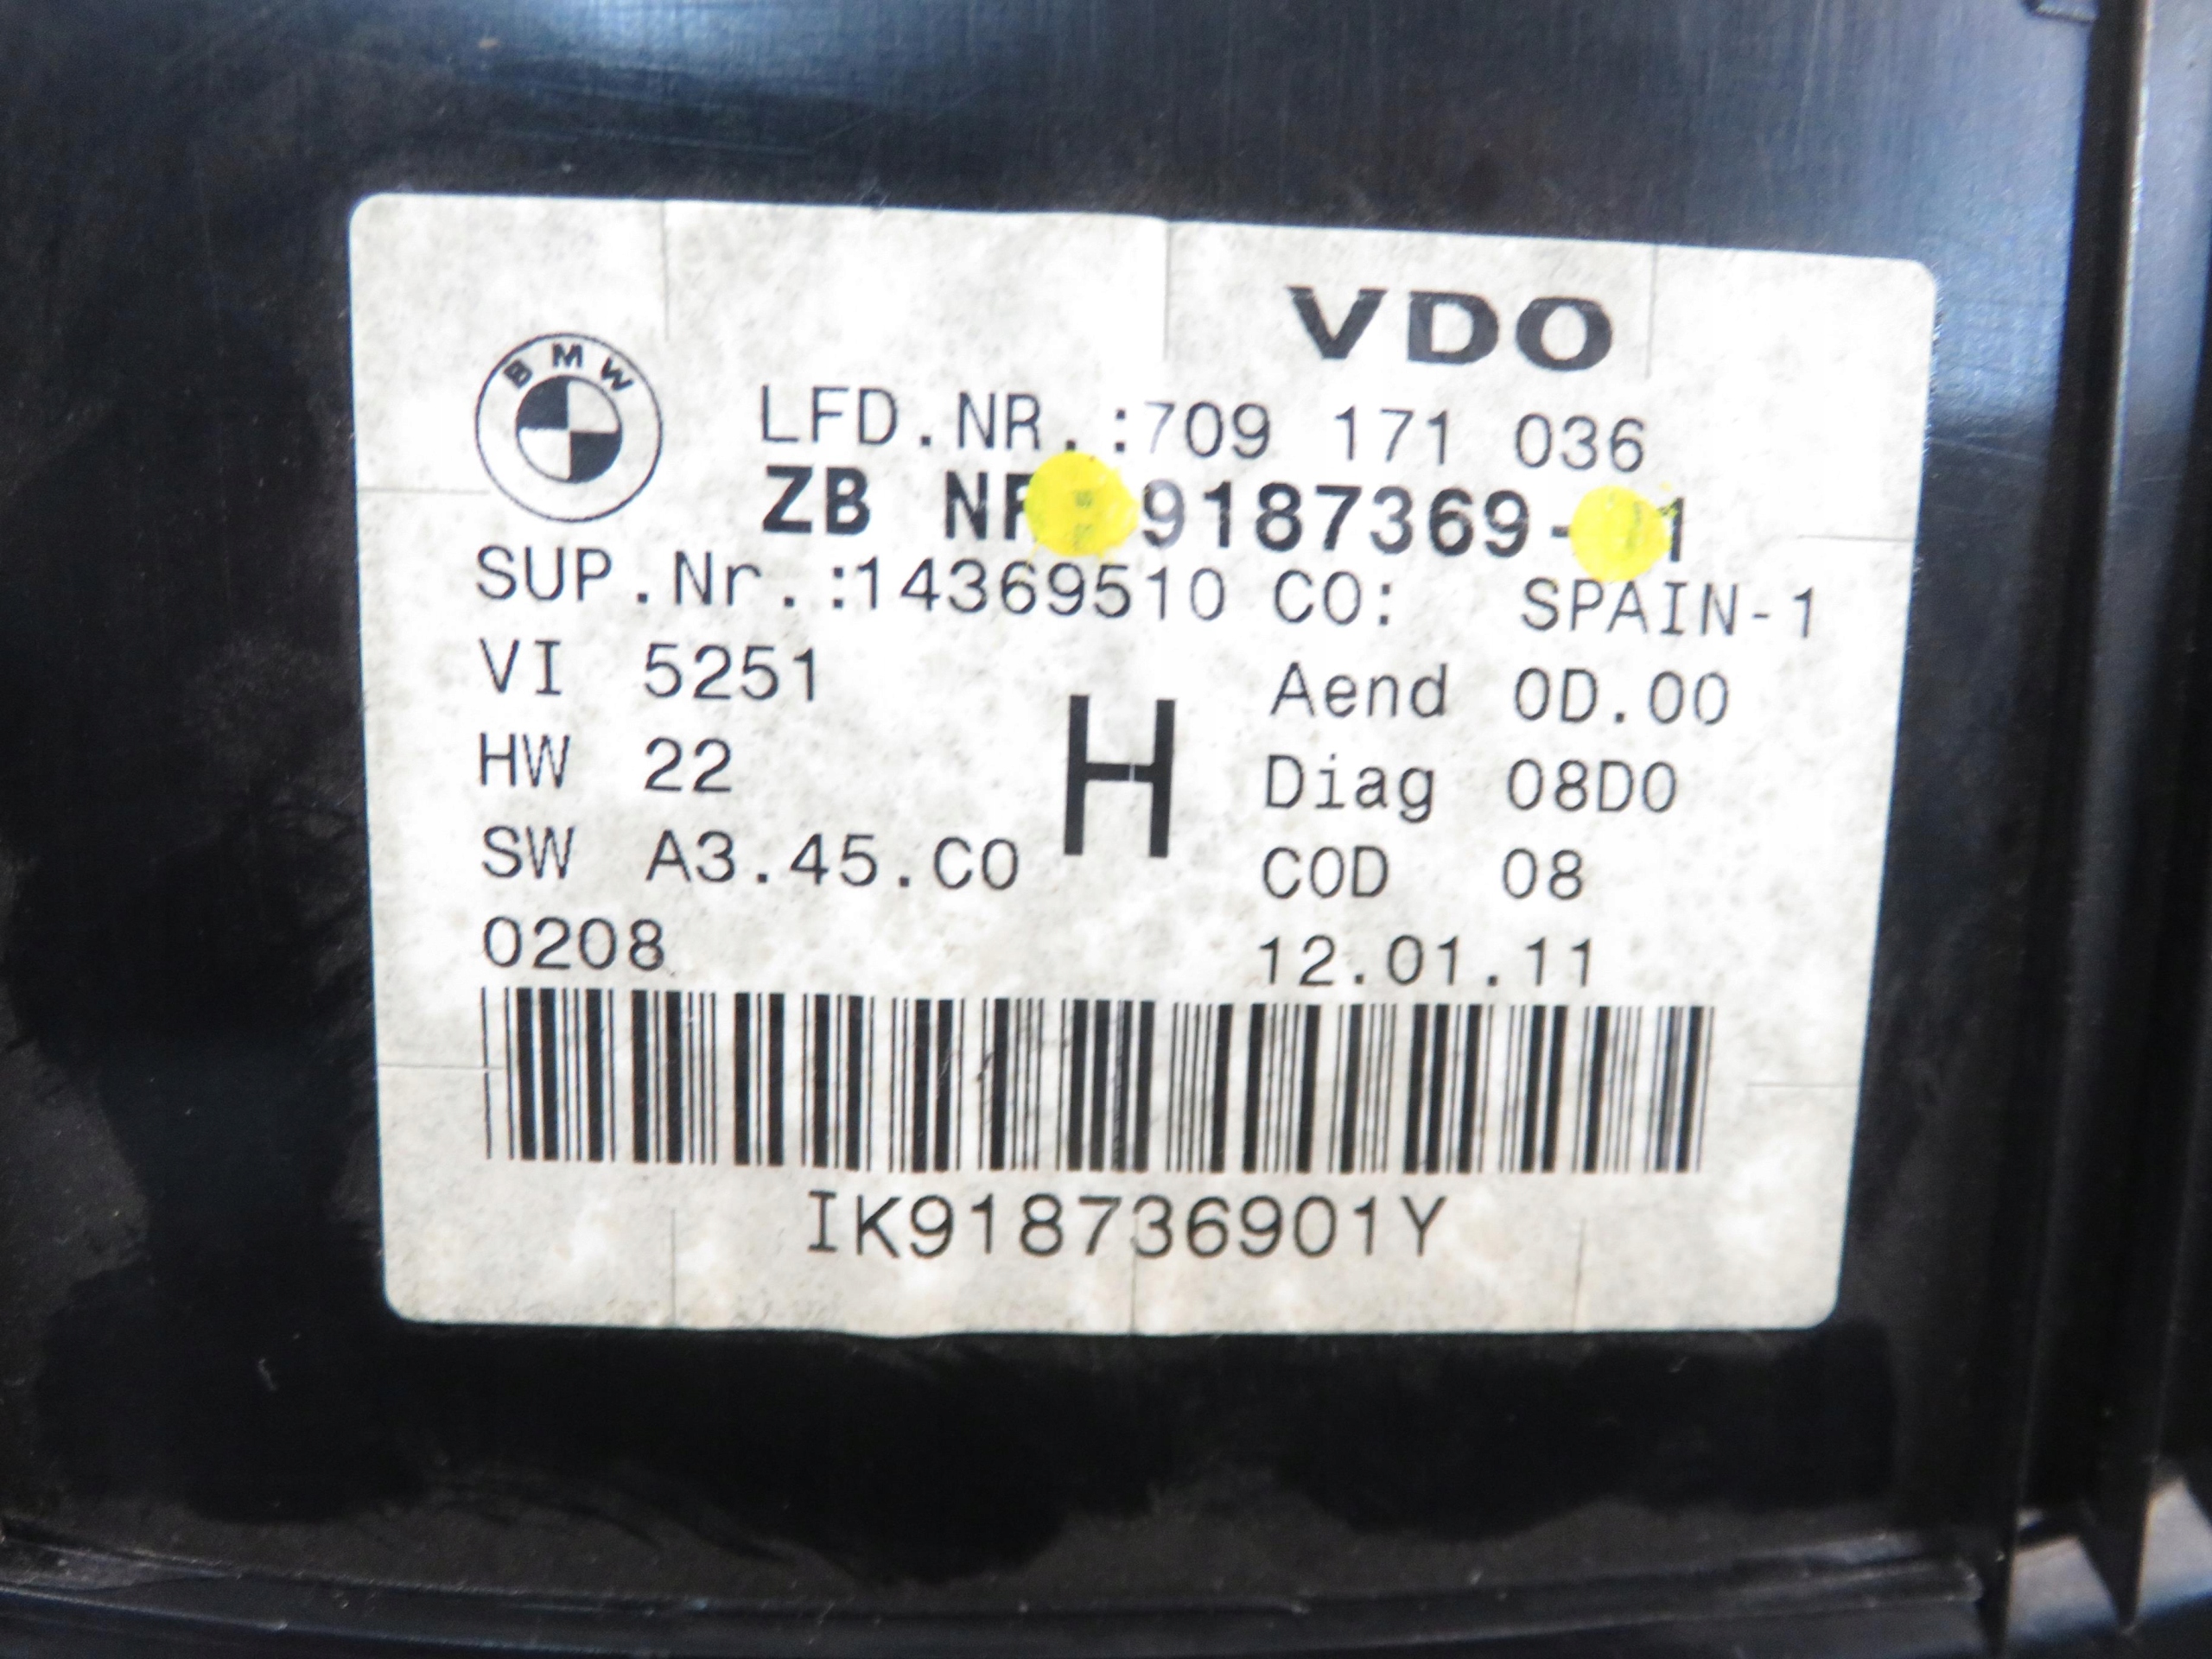 VDO
BMW
LFD.NR.:709 171 036
ZB NR 9187369-
SUP.Nr.:14369510 CO: SPAIN-1
VI 5251 Aend 0D.00
HW 22 H Diag 08D0
SW A3.45.C0 COD 08
0208 12.01.11
IK918736901Y